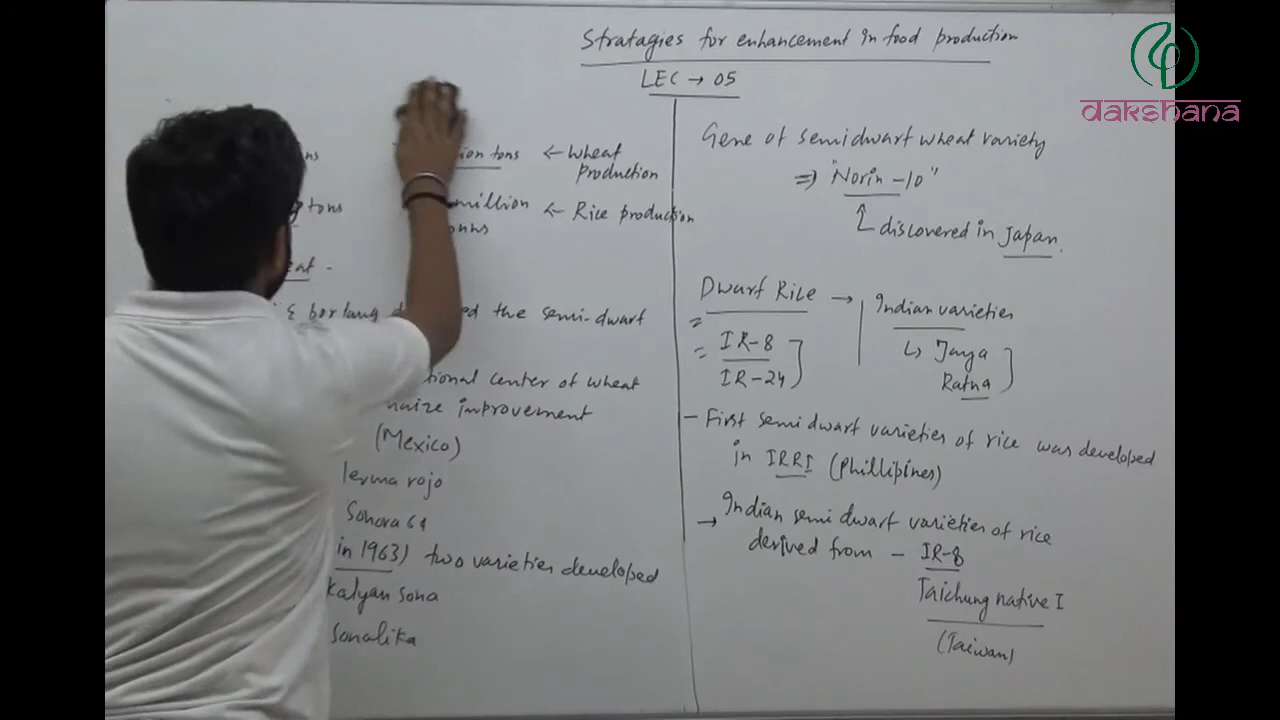 Stratagies for enhancement in food production
LEC → 05
dakshana
tons ← Wheat
production
tons million ← Rice production
& borlang the semi-dwarf
center of wheat
improvement
(Mexico)
lerma rojo
Sonora 64
in 1963) two varieties developed
Kalyan Sona
Sonalika
Gene of semidwarf wheat variety
⇒ "Norin-10"
discovered in Japan.
Dwarf Rice → Indian varieties
IR-8 ↳ Jaya
IR-24 Ratna
- First semi dwarf varieties of rice was developed
in IRRI (Phillipines)
→ Indian semi dwarf varieties of rice
derived from - IR-8
Taichung native I
(Taiwan)